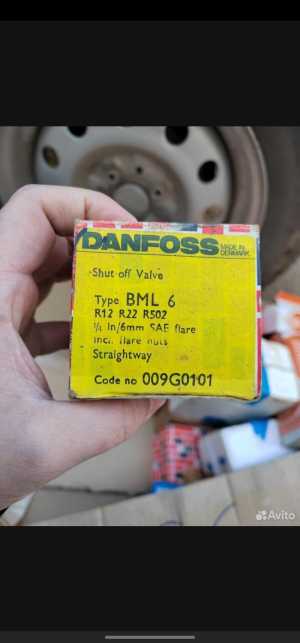 DANFOSS MADE IN DENMARK
Shut off Valve
Type BML 6
R12 R22 R502
¼ In/6mm SAE flare
incl. flare nuts
Straightway
Code no 009G0101
Avito